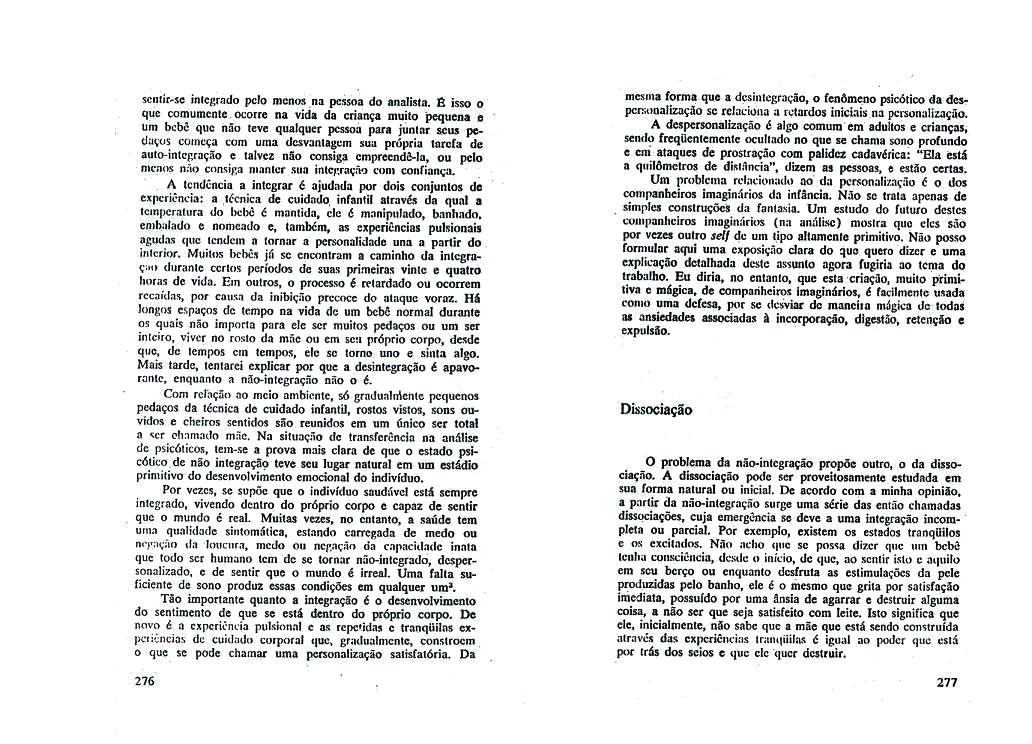 sentir-se integrado pelo menos na pessoa do analista. É isso o
que comumente ocorre na vida da criança muito pequena e
um bebê que não teve qualquer pessoa para juntar seus pe-
daços começa com uma desvantagem sua própria tarefa de
auto-integração e talvez não consiga empreendê-la, ou pelo
menos não consiga manter sua integração com confiança.
A tendência a integrar é ajudada por dois conjuntos de
experiência: a técnica de cuidado infantil através da qual a
temperatura do bebê é mantida, ele é manipulado, banhado,
embalado e nomeado e, também, as experiências pulsionais
agudas que tendem a tornar a personalidade una a partir do
interior. Muitos bebês já se encontram a caminho da integra-
ção durante certos períodos de suas primeiras vinte e quatro
horas de vida. Em outros, o processo é retardado ou ocorrem
recaídas, por causa da inibição precoce do ataque voraz. Há
longos espaços de tempo na vida de um bebê normal durante
os quais não importa para ele ser muitos pedaços ou um ser
inteiro, viver no rosto da mãe ou em seu próprio corpo, desde
que, de tempos em tempos, ele se torne uno e sinta algo.
Mais tarde, tentarei explicar por que a desintegração é apavo-
rante, enquanto a não-integração não o é.
Com relação ao meio ambiente, só gradualmente pequenos
pedaços da técnica de cuidado infantil, rostos vistos, sons ou-
vidos e cheiros sentidos são reunidos em um único ser total
a ser chamado mãe. Na situação de transferência na análise
de psicóticos, tem-se a prova mais clara de que o estado psi-
cótico de não integração teve seu lugar natural em um estádio
primitivo do desenvolvimento emocional do indivíduo.
Por vezes, se supõe que o indivíduo saudável está sempre
integrado, vivendo dentro do próprio corpo e capaz de sentir
que o mundo é real. Muitas vezes, no entanto, a saúde tem
uma qualidade sintomática, estando carregada de medo ou
negação da loucura, medo ou negação da capacidade inata
que todo ser humano tem de se tornar não-integrado, desper-
sonalizado, e de sentir que o mundo é irreal. Uma falta su-
ficiente de sono produz essas condições em qualquer um³.
Tão importante quanto a integração é o desenvolvimento
do sentimento de que se está dentro do próprio corpo. De
novo é a experiência pulsional e as repetidas e tranqüilas ex-
periências de cuidado corporal que, gradualmente, constroem
o que se pode chamar uma personalização satisfatória. Da
276
mesma forma que a desintegração, o fenômeno psicótico da des-
personalização se relaciona a retardos iniciais na personalização.
A despersonalização é algo comum em adultos e crianças,
sendo freqüentemente ocultado no que se chama sono profundo
e em ataques de prostração com palidez cadavérica: “Ela está
a quilômetros de distância”, dizem as pessoas, e estão certas.
Um problema relacionado ao da personalização é o dos
companheiros imaginários da infância. Não se trata apenas de
simples construções da fantasia. Um estudo do futuro destes
companheiros imaginários (na análise) mostra que eles são
por vezes outro self de um tipo altamente primitivo. Não posso
formular aqui uma exposição clara do que quero dizer e uma
explicação detalhada deste assunto agora fugiria ao tema do
trabalho. Eu diria, no entanto, que esta criação, muito primi-
tiva e mágica, de companheiros imaginários, é facilmente usada
como uma defesa, por se desviar de maneira mágica de todas
as ansiedades associadas à incorporação, digestão, retenção e
expulsão.
Dissociação
O problema da não-integração propõe outro, o da disso-
ciação. A dissociação pode ser proveitosamente estudada em
sua forma natural ou inicial. De acordo com a minha opinião,
a partir da não-integração surge uma série das então chamadas
dissociações, cuja emergência se deve a uma integração incom-
pleta ou parcial. Por exemplo, existem os estados tranqüilos
e os excitados. Não acho que se possa dizer que um bebê
tenha consciência, desde o início, de que, ao sentir isto e aquilo
em seu berço ou enquanto desfruta as estimulações da pele
produzidas pelo banho, ele é o mesmo que grita por satisfação
imediata, possuído por uma ânsia de agarrar e destruir alguma
coisa, a não ser que seja satisfeito com leite. Isto significa que
ele, inicialmente, não sabe que a mãe que está sendo construída
através das experiências tranqüilas é igual ao poder que está
por trás dos seios e que ele quer destruir.
277